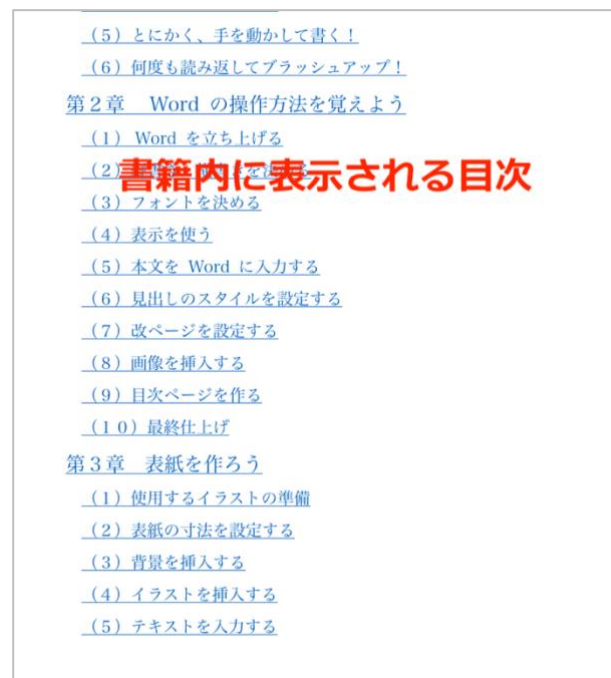 （５）とにかく、手を動かして書く！
（６）何度も読み返してブラッシュアップ！
第２章　Word の操作方法を覚えよう
（１）Word を立ち上げる
（２）
書籍内に表示される目次
（３）フォントを決める
（４）表示を使う
（５）本文を Word に入力する
（６）見出しのスタイルを設定する
（７）改ページを設定する
（８）画像を挿入する
（９）目次ページを作る
（１０）最終仕上げ
第３章　表紙を作ろう
（１）使用するイラストの準備
（２）表紙の寸法を設定する
（３）背景を挿入する
（４）イラストを挿入する
（５）テキストを入力する